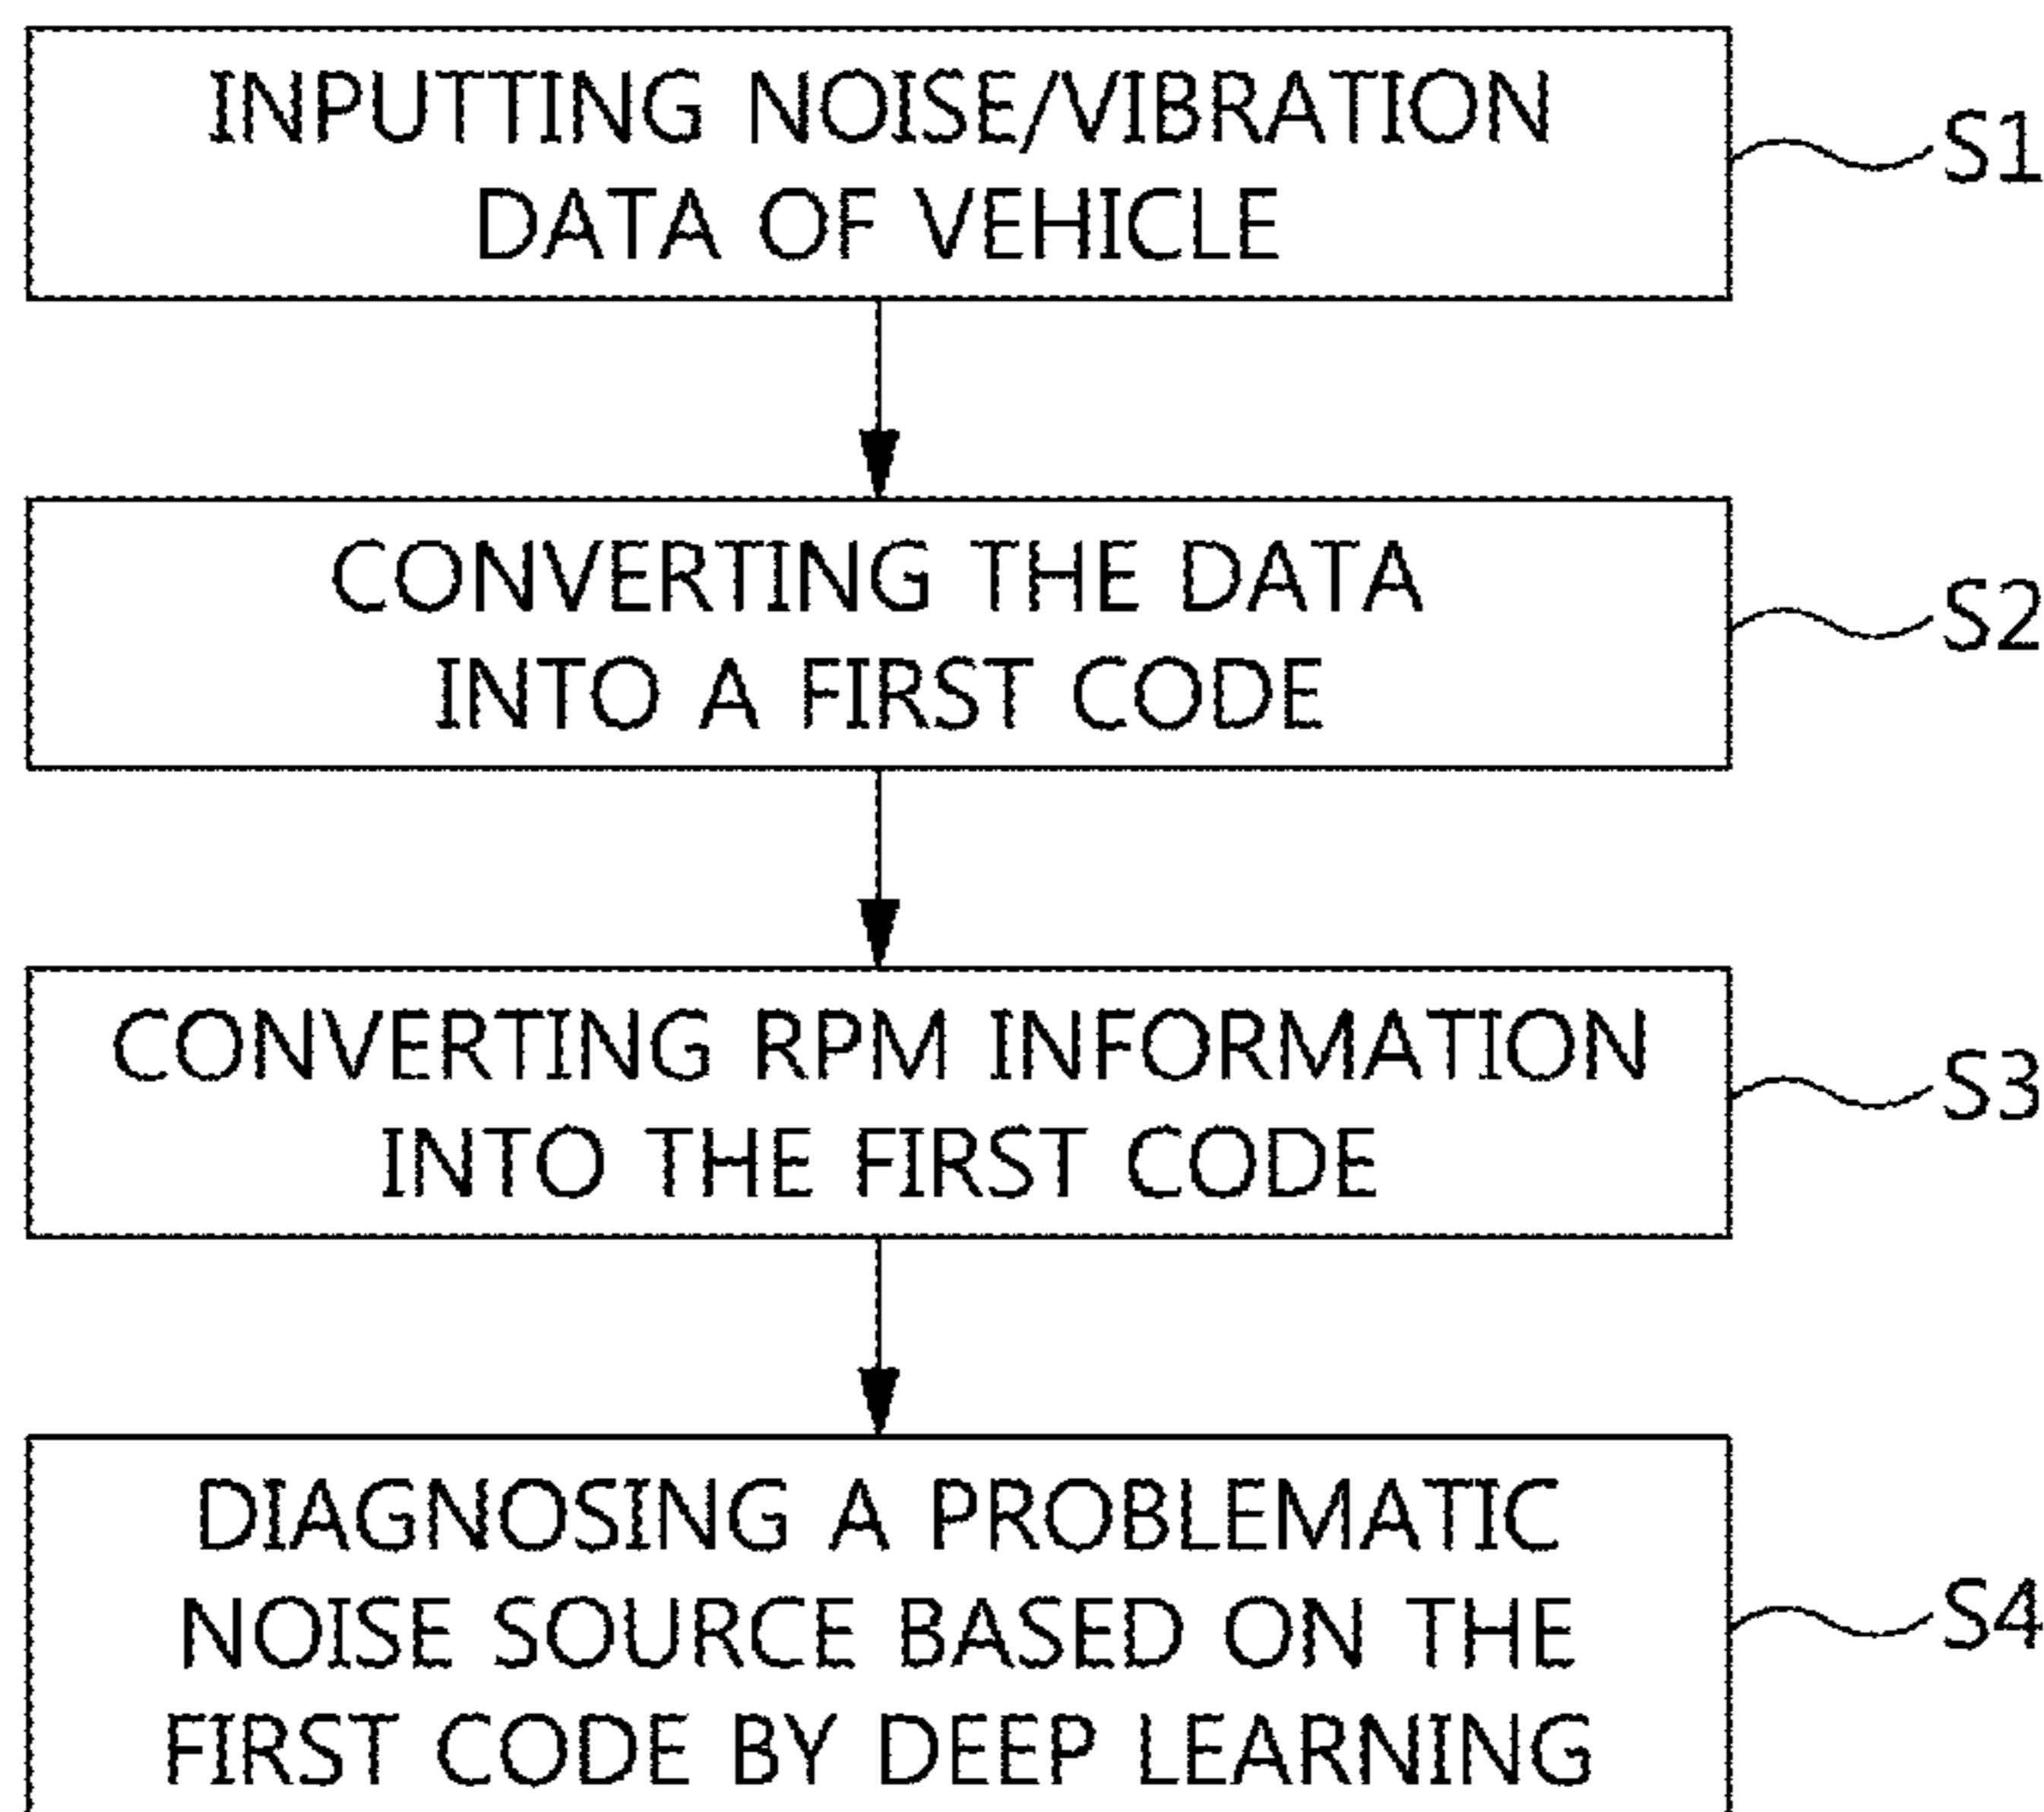 INPUTTING NOISE/VIBRATION
DATA OF VEHICLE
S1
CONVERTING THE DATA
INTO A FIRST CODE
S2
CONVERTING RPM INFORMATION
INTO THE FIRST CODE
S3
DIAGNOSING A PROBLEMATIC
NOISE SOURCE BASED ON THE
FIRST CODE BY DEEP LEARNING
S4